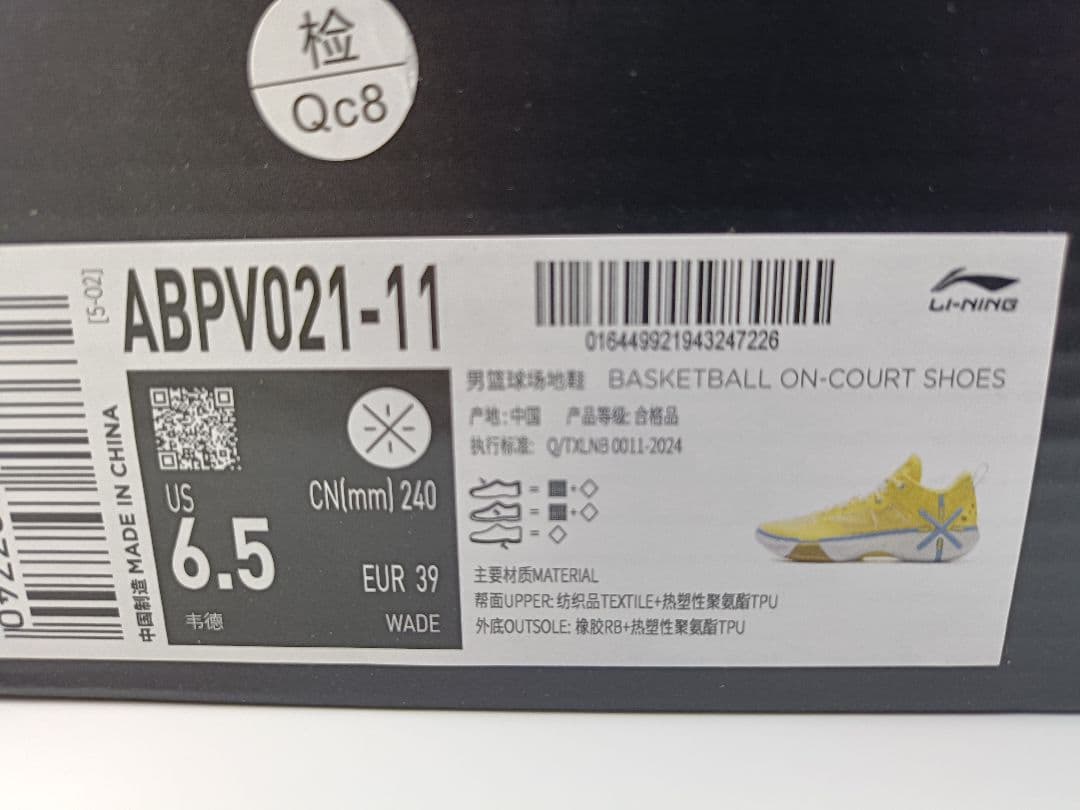 检
Qc8
[5-02]
ABPV021-11
016449921943247226
LI-NING
男篮球场地鞋 BASKETBALL ON-COURT SHOES
产地:中国 产品等级:合格品
执行标准: Q/TXLNB 0011-2024
US
6.5
CN(mm) 240
EUR 39
韦德
WADE
主要材质MATERIAL
帮面UPPER: 纺织品TEXTILE+热塑性聚氨酯TPU
外底OUTSOLE: 橡胶RB+热塑性聚氨酯TPU
中国制造 MADE IN CHINA